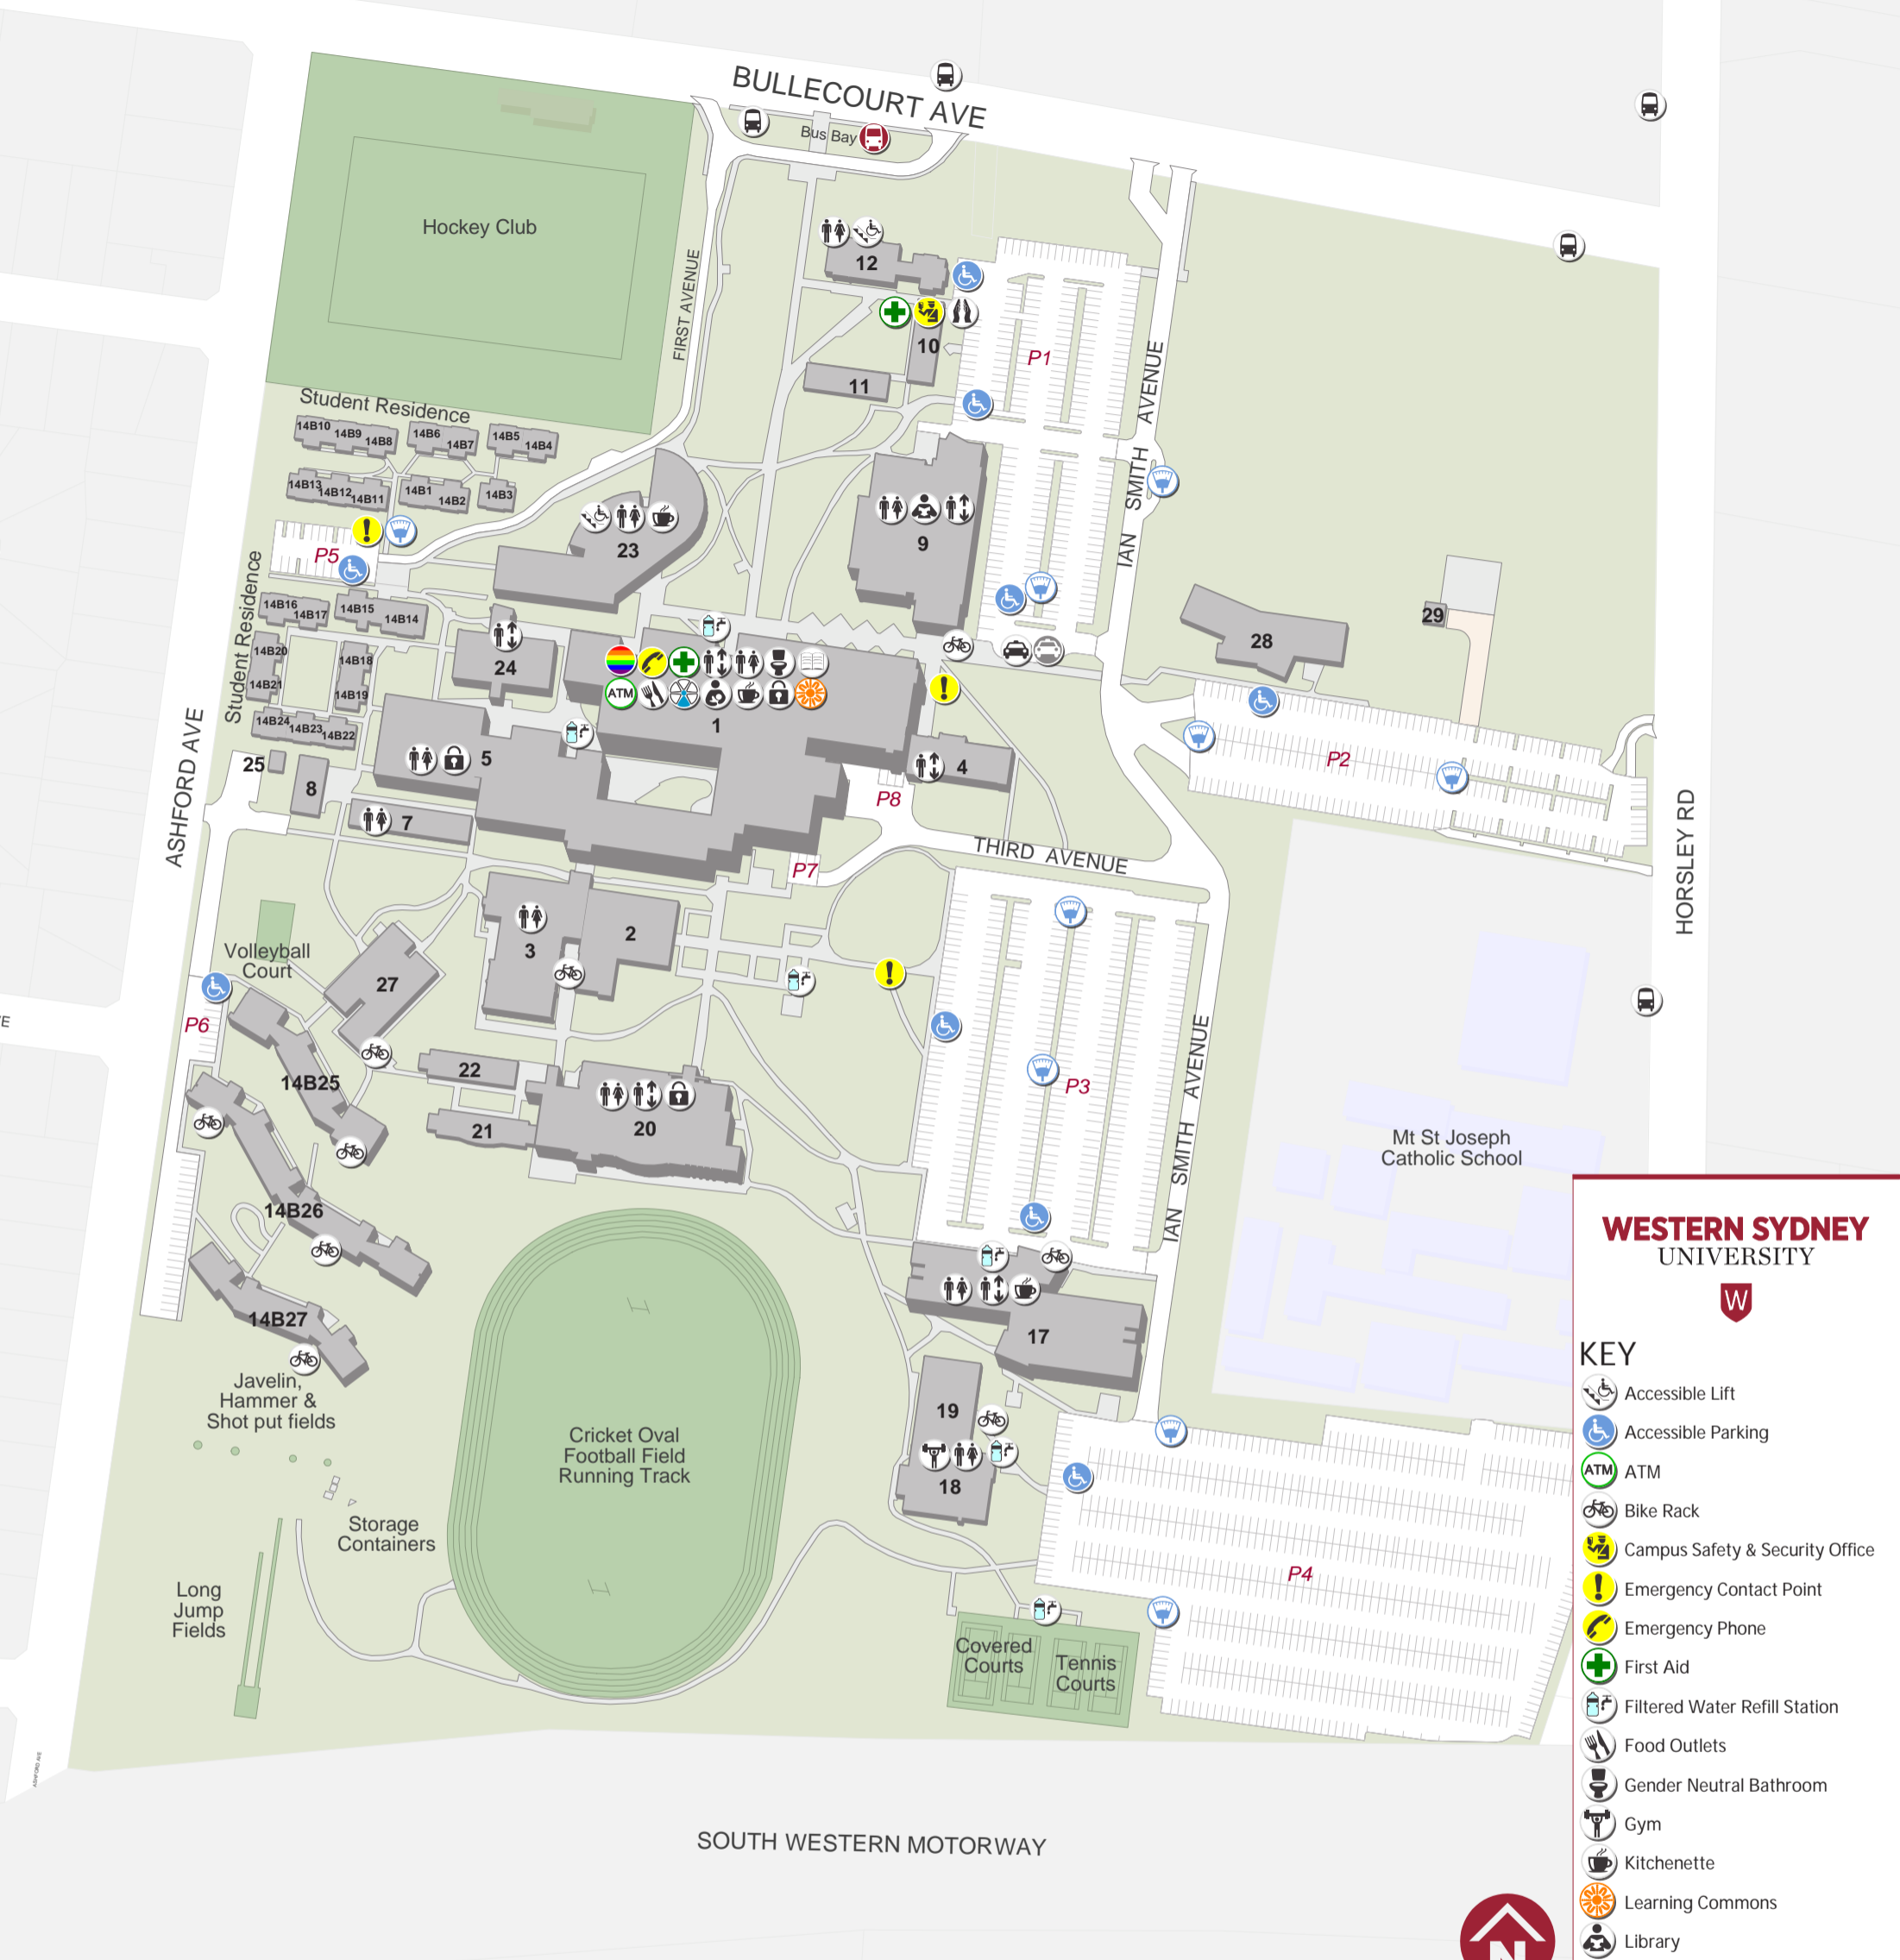 BULLECOURT AVE
Bus Bay
Hockey Club
FIRST AVENUE
12
10
11
P1
IAN SMITH AVENUE
Student Residence
14B10
14B9
14B8
14B6
14B7
14B5
14B4
14B13
14B12
14B11
14B1
14B2
14B3
P5
23
9
Student Residence
14B16
14B17
14B15
14B14
14B20
14B21
14B18
14B19
14B24
14B23
14B22
24
28
29
ATM
1
5
4
25
8
7
P8
P7
P2
ASHFORD AVE
THIRD AVENUE
HORSLEY RD
Volleyball
Court
3
2
27
P6
E
14B25
22
21
20
P3
IAN SMITH AVENUE
Mt St Joseph
Catholic School
14B26
14B27
17
Javelin,
Hammer &
Shot put fields
19
18
Cricket Oval
Football Field
Running Track
Storage
Containers
Long
Jump
Fields
P4
Covered
Courts
Tennis
Courts
ASHFORD AVE
SOUTH WESTERN MOTORWAY
N
WESTERN SYDNEY
UNIVERSITY
W
KEY
Accessible Lift
Accessible Parking
ATM ATM
Bike Rack
Campus Safety & Security Office
Emergency Contact Point
Emergency Phone
First Aid
Filtered Water Refill Station
Food Outlets
Gender Neutral Bathroom
Gym
Kitchenette
Learning Commons
Library